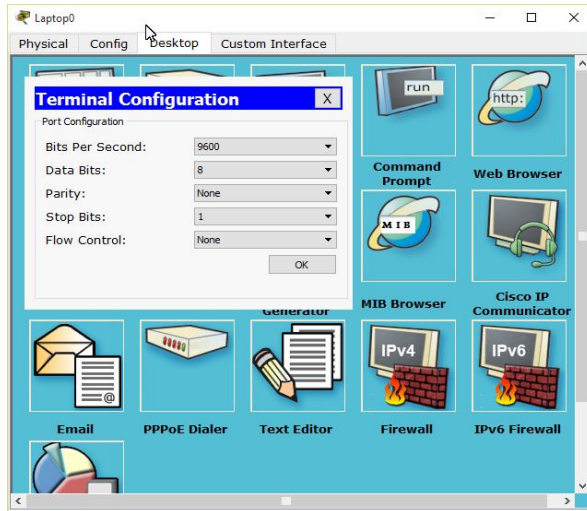 Laptop0
Physical Config Desktop Custom Interface
Terminal Configuration X
Port Configuration
Bits Per Second: 9600
Data Bits: 8
Parity: None
Stop Bits: 1
Flow Control: None
OK
run
http:
Command
Prompt
Web Browser
MIB
Generator
MIB Browser
Cisco IP
Communicator
@
IPv4
IPv6
Email
PPPoE Dialer
Text Editor
Firewall
IPv6 Firewall